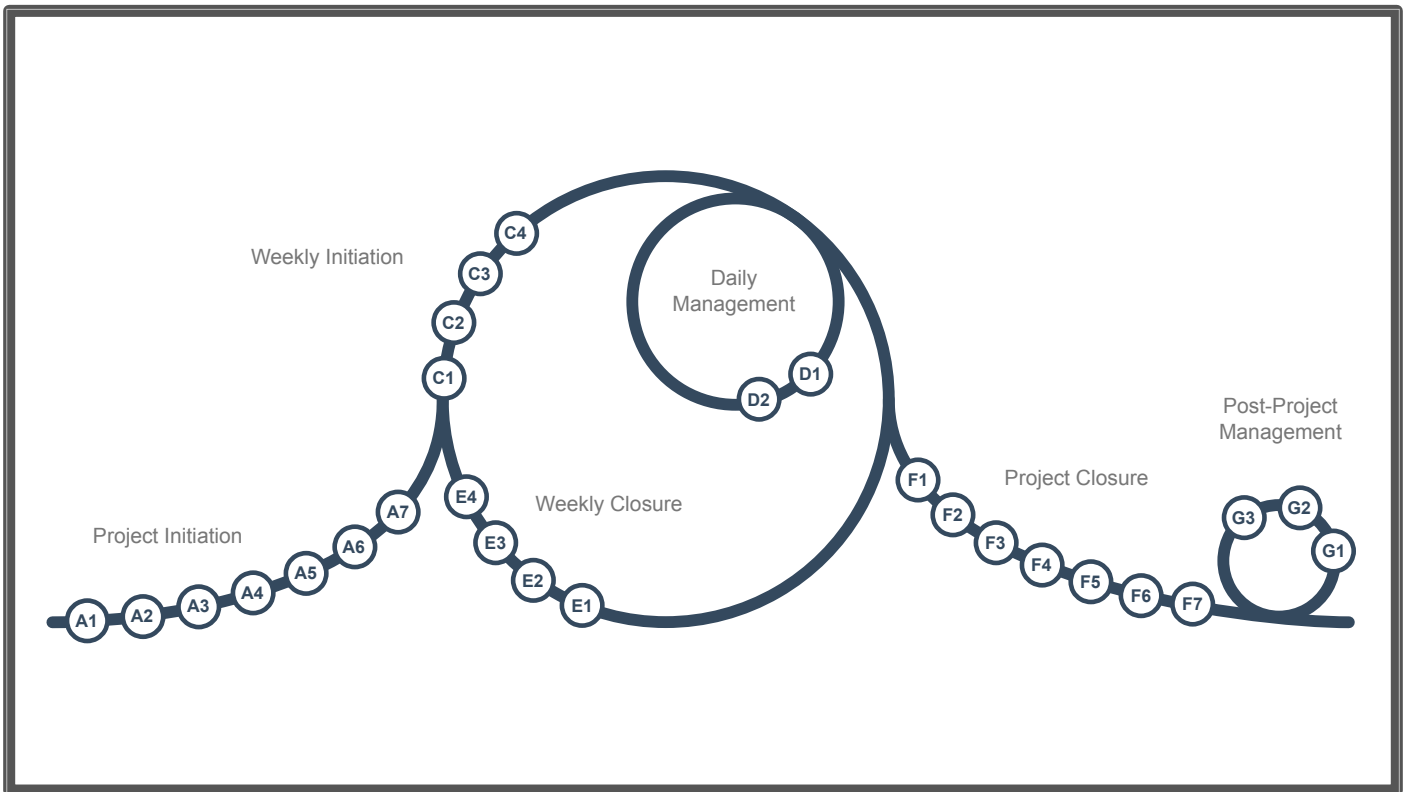 Weekly Initiation
C4
C3
C2
C1
Daily
Management
D1
D2
Post-Project
Management
Project Initiation
A1
A2
A3
A4
A5
A6
A7
Weekly Closure
E4
E3
E2
E1
Project Closure
F1
F2
F3
F4
F5
F6
F7
G3
G2
G1